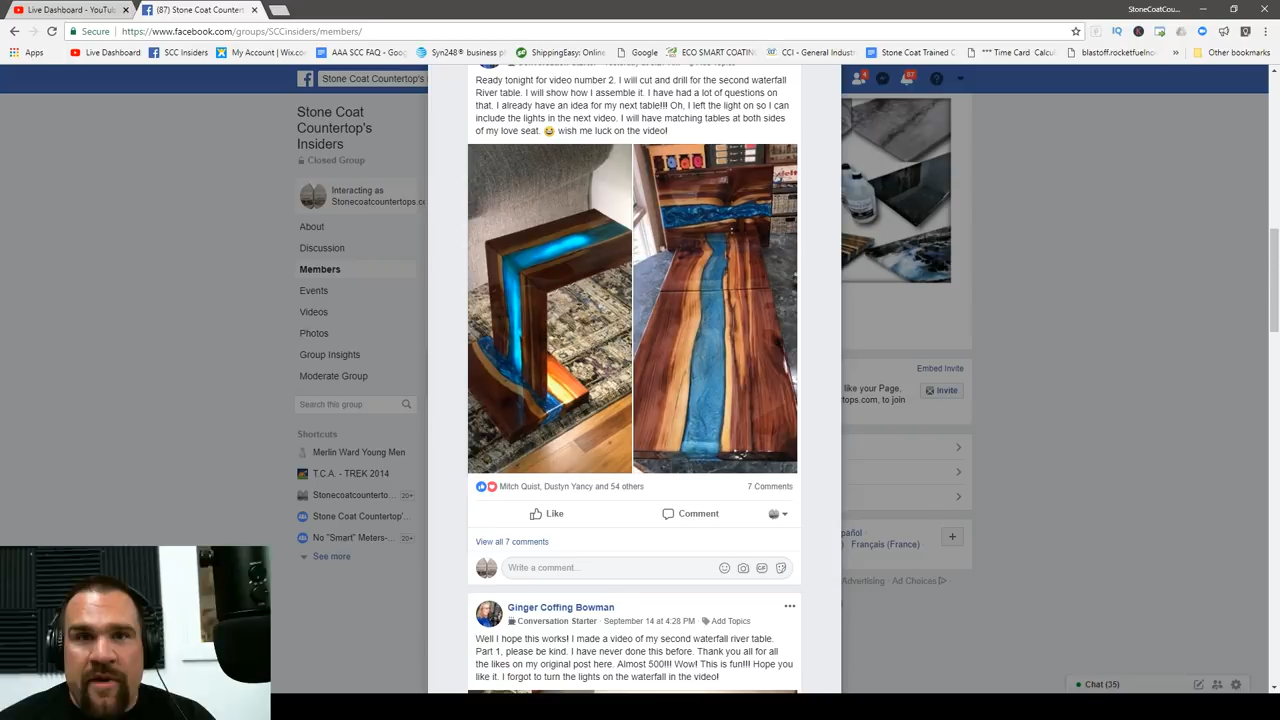 Live Dashboard - YouTub
(87) Stone Coat Counter
StoneCoatCou...
Secure
https://www.facebook.com/groups/SCCinsiders/members/
Apps
Live Dashboard
SCC Insiders
My Account | Wix.co
AAA SCC FAQ - Goog
Syn248® business p
ShippingEasy: Onlin
Google
ECO SMART COATIN
CCI - General Indust
Stone Coat Trained C
*** Time Card Calcul
blastoff.rocketfuelno
Other bookmarks
Stone Coat Countertop's
4
87
Stone Coat
Countertop's
Insiders
Closed Group
Interacting as
Stonecoatcountertops.c
About
Discussion
Members
Events
Videos
Photos
Group Insights
Moderate Group
Search this group
Shortcuts
Merlin Ward Young Men
T.C.A. - TREK 2014
Stonecoatcounterto... 20+
Stone Coat Countertop'...
No "Smart" Meters-... 20+
See more
Ready tonight for video number 2. I will cut and drill for the second waterfall
River table. I will show how I assemble it. I have had a lot of questions on
that. I already have an idea for my next table!!! Oh, I left the light on so I can
include the lights in the next video. I will have matching tables at both sides
of my love seat. 😂 wish me luck on the video!
Mitch Quist, Dustyn Yancy and 54 others
7 Comments
Like
Comment
View all 7 comments
Write a comment...
GIF
Ginger Coffing Bowman
Conversation Starter · September 14 at 4:28 PM · Add Topics
Well I hope this works! I made a video of my second waterfall river table.
Part 1, please be kind. I have never done this before. Thank you all for all
the likes on my original post here. Almost 500!!! Wow! This is fun!!! Hope you
like it. I forgot to turn the lights on the waterfall in the video!
Embed Invite
like your Page,
tops.com, to join
Invite
pañol
Français (France)
Advertising · Ad Choices
Chat (35)